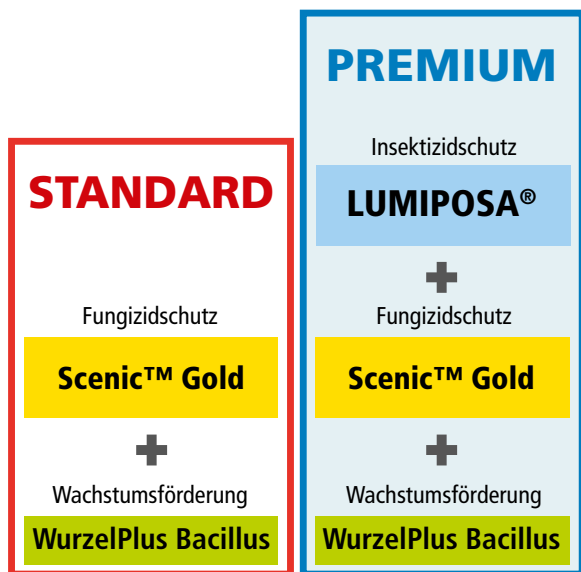 STANDARD
Fungizidschutz
Scenic™ Gold
+
Wachstumsförderung
WurzelPlus Bacillus
PREMIUM
Insektizidschutz
LUMIPOSA®
+
Fungizidschutz
Scenic™ Gold
+
Wachstumsförderung
WurzelPlus Bacillus